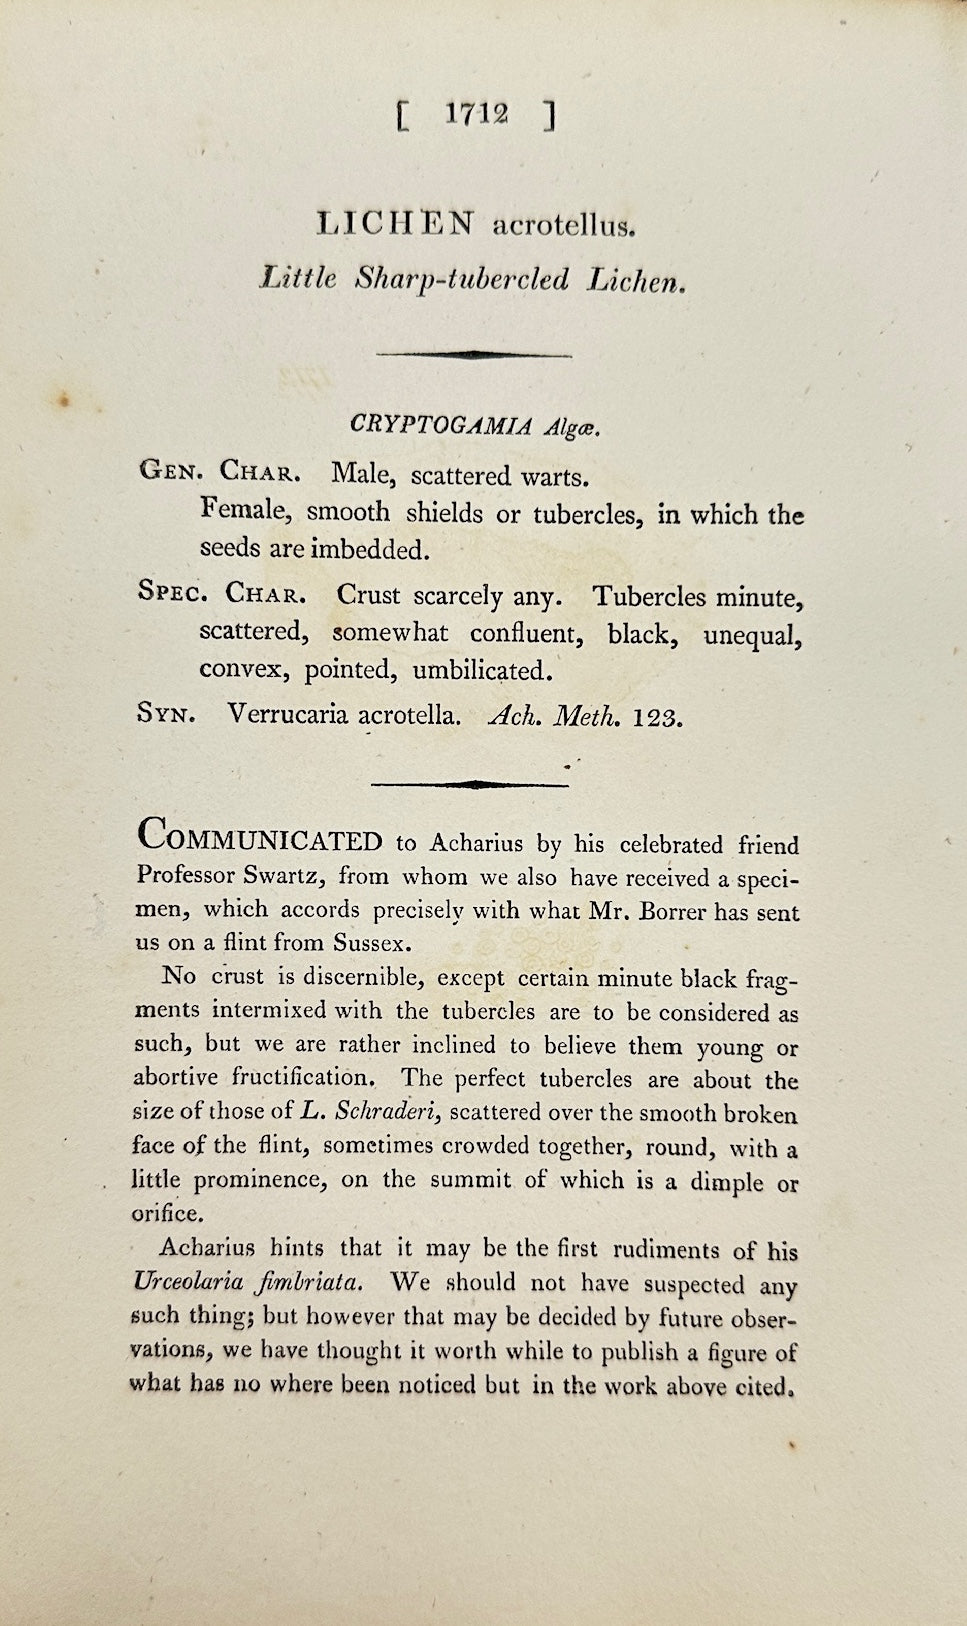 [ 1712 ]
LICHEN acrotellus.
Little Sharp-tubercled Lichen.
CRYPTOGAMIA Algæ.
GEN. CHAR. Male, scattered warts.
Female, smooth shields or tubercles, in which the
seeds are imbedded.
SPEC. CHAR. Crust scarcely any. Tubercles minute,
scattered, somewhat confluent, black, unequal,
convex, pointed, umbilicated.
SYN. Verrucaria acrotella. Ach. Meth. 123.
COMMUNICATED to Acharius by his celebrated friend
Professor Swartz, from whom we also have received a speci-
men, which accords precisely with what Mr. Borrer has sent
us on a flint from Sussex.
No crust is discernible, except certain minute black frag-
ments intermixed with the tubercles are to be considered as
such, but we are rather inclined to believe them young or
abortive fructification. The perfect tubercles are about the
size of those of L. Schraderi, scattered over the smooth broken
face of the flint, sometimes crowded together, round, with a
little prominence, on the summit of which is a dimple or
orifice.
Acharius hints that it may be the first rudiments of his
Urceolaria fimbriata. We should not have suspected any
such thing; but however that may be decided by future obser-
vations, we have thought it worth while to publish a figure of
what has no where been noticed but in the work above cited.